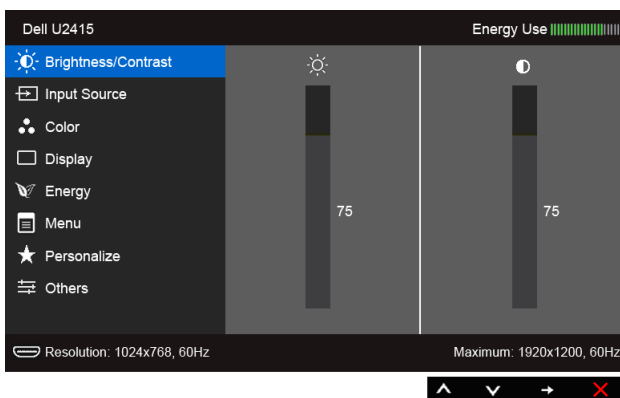 Dell U2415
Energy Use
Brightness/Contrast
Input Source
Color
Display
Energy
Menu
Personalize
Others
75
75
Resolution: 1024x768, 60Hz
Maximum: 1920x1200, 60Hz